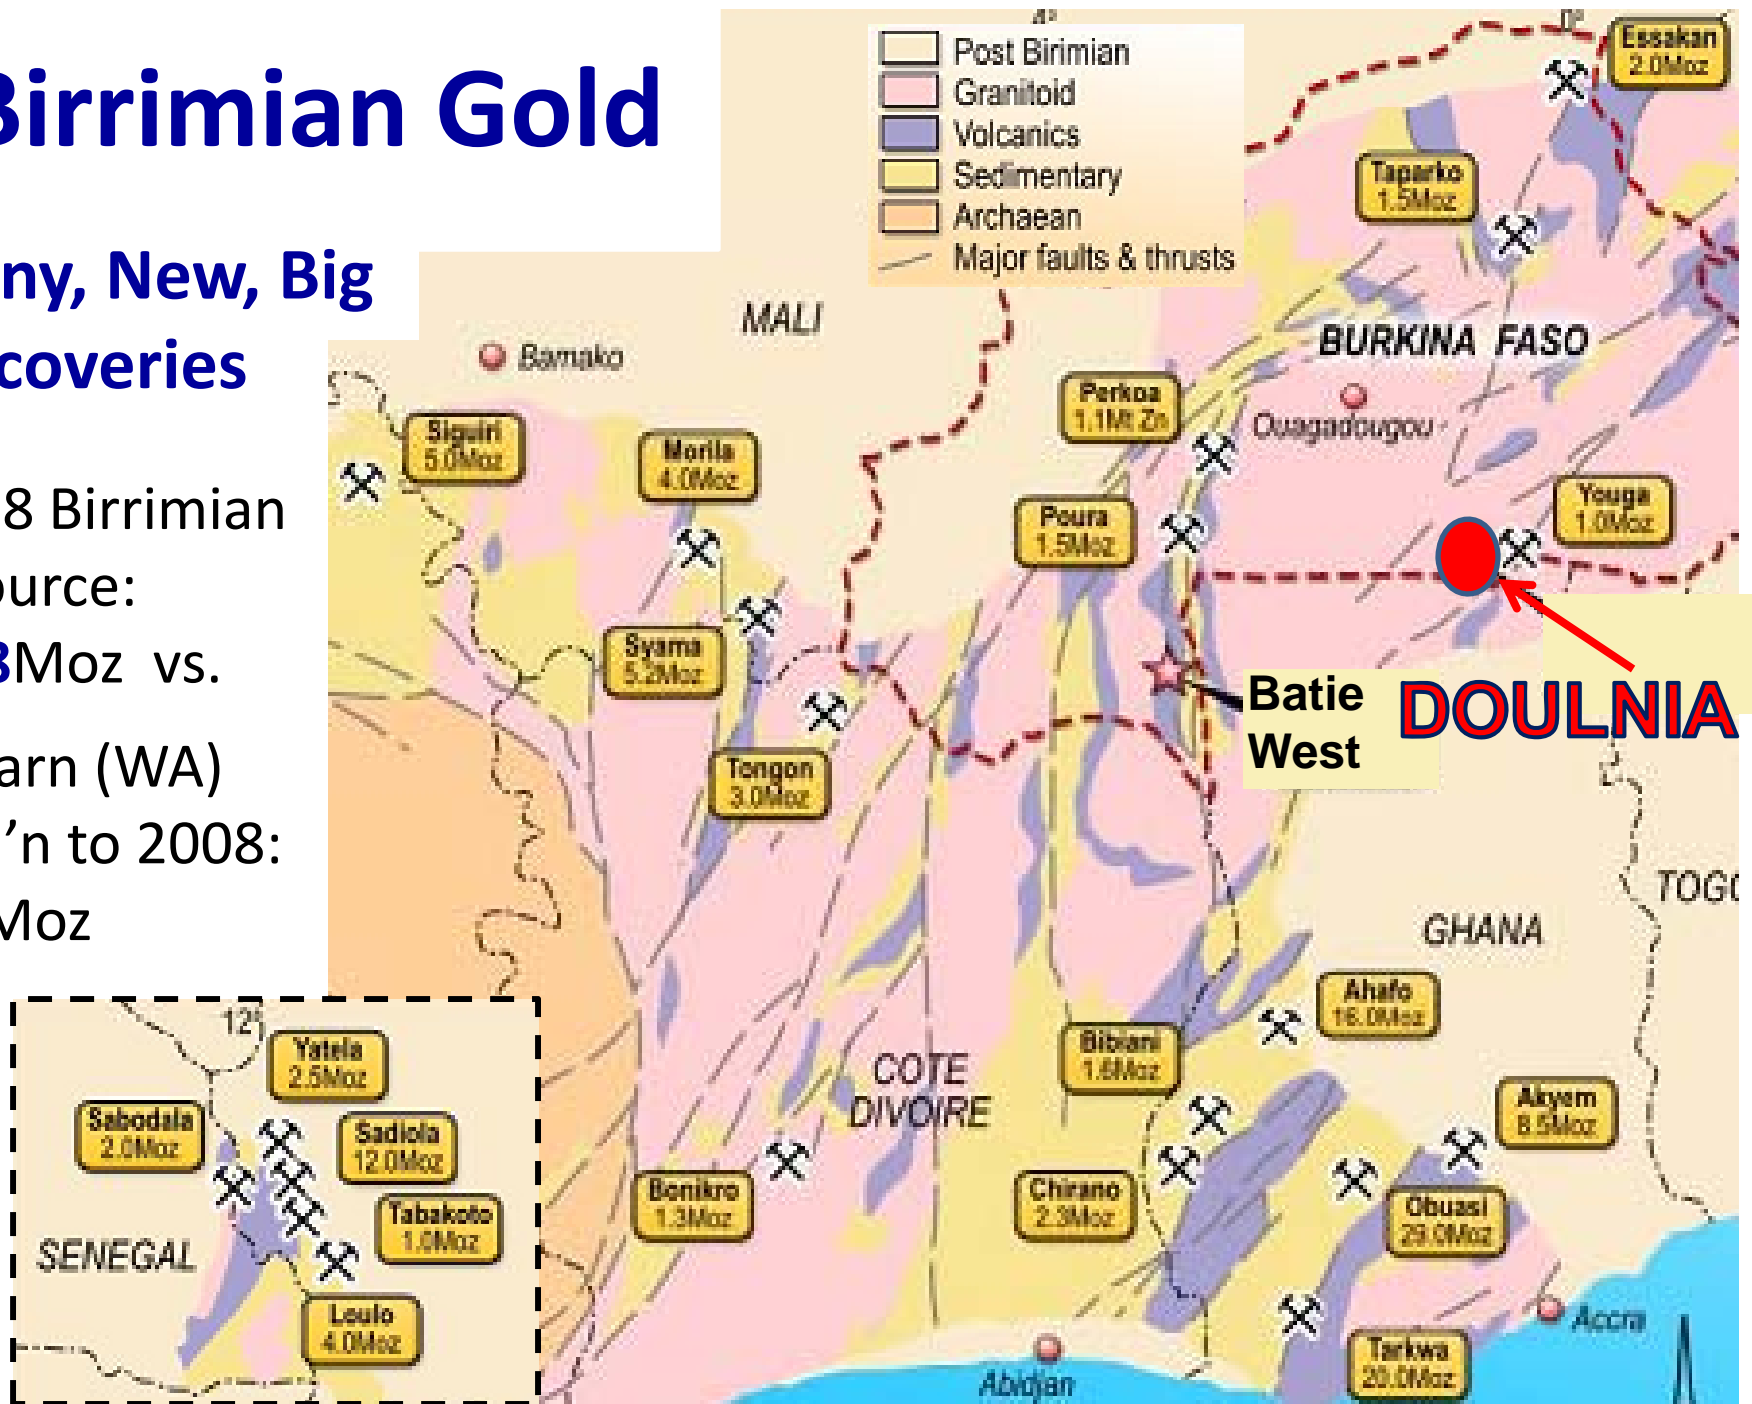 Birrimian Gold
ny, New, Big
coveries
8 Birrimian
ource:
8Moz vs.
arn (WA)
'n to 2008:
Moz
Post Birimian
Granitoid
Volcanics
Sedimentary
Archaean
Major faults & thrusts
4°
0°
Essakan
2.0Moz
Taparko
1.5Moz
MALI
Bamako
BURKINA FASO
Ouagadougou
Perkoa
1.1Mt Zn
Siguiri
5.0Moz
Morila
4.0Moz
Poura
1.5Moz
Youga
1.0Moz
Syama
5.2Moz
Batie
West
DOULNIA
Tongon
3.0Moz
TOGO
GHANA
Ahafo
16.0Moz
Bibiani
1.6Moz
COTE
DIVOIRE
Akyem
8.5Moz
Bonikro
1.3Moz
Chirano
2.3Moz
Obuasi
29.0Moz
Accra
Tarkwa
20.0Moz
Abidjan
12°
Yatela
2.5Moz
Sabodala
2.0Moz
Sadiola
12.0Moz
Tabakoto
1.0Moz
SENEGAL
Loulo
4.0Moz